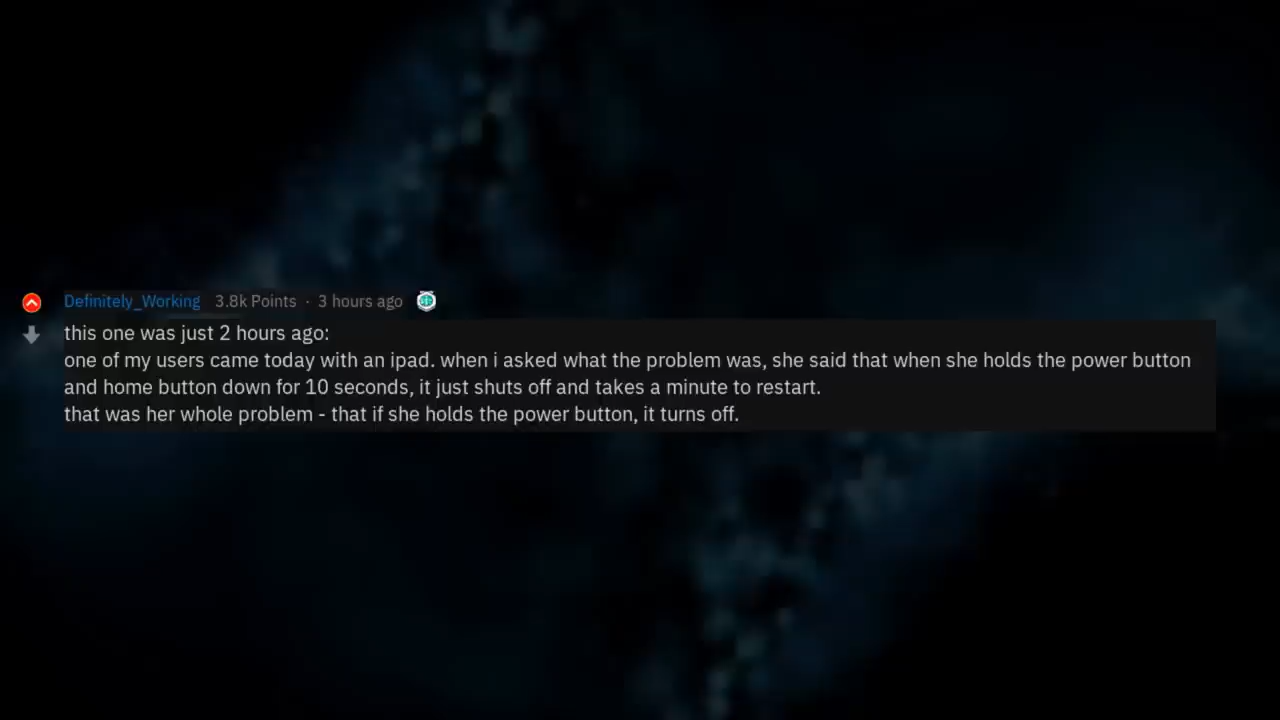 Definitely_Working 3.8k Points · 3 hours ago
this one was just 2 hours ago:
one of my users came today with an ipad. when i asked what the problem was, she said that when she holds the power button
and home button down for 10 seconds, it just shuts off and takes a minute to restart.
that was her whole problem - that if she holds the power button, it turns off.